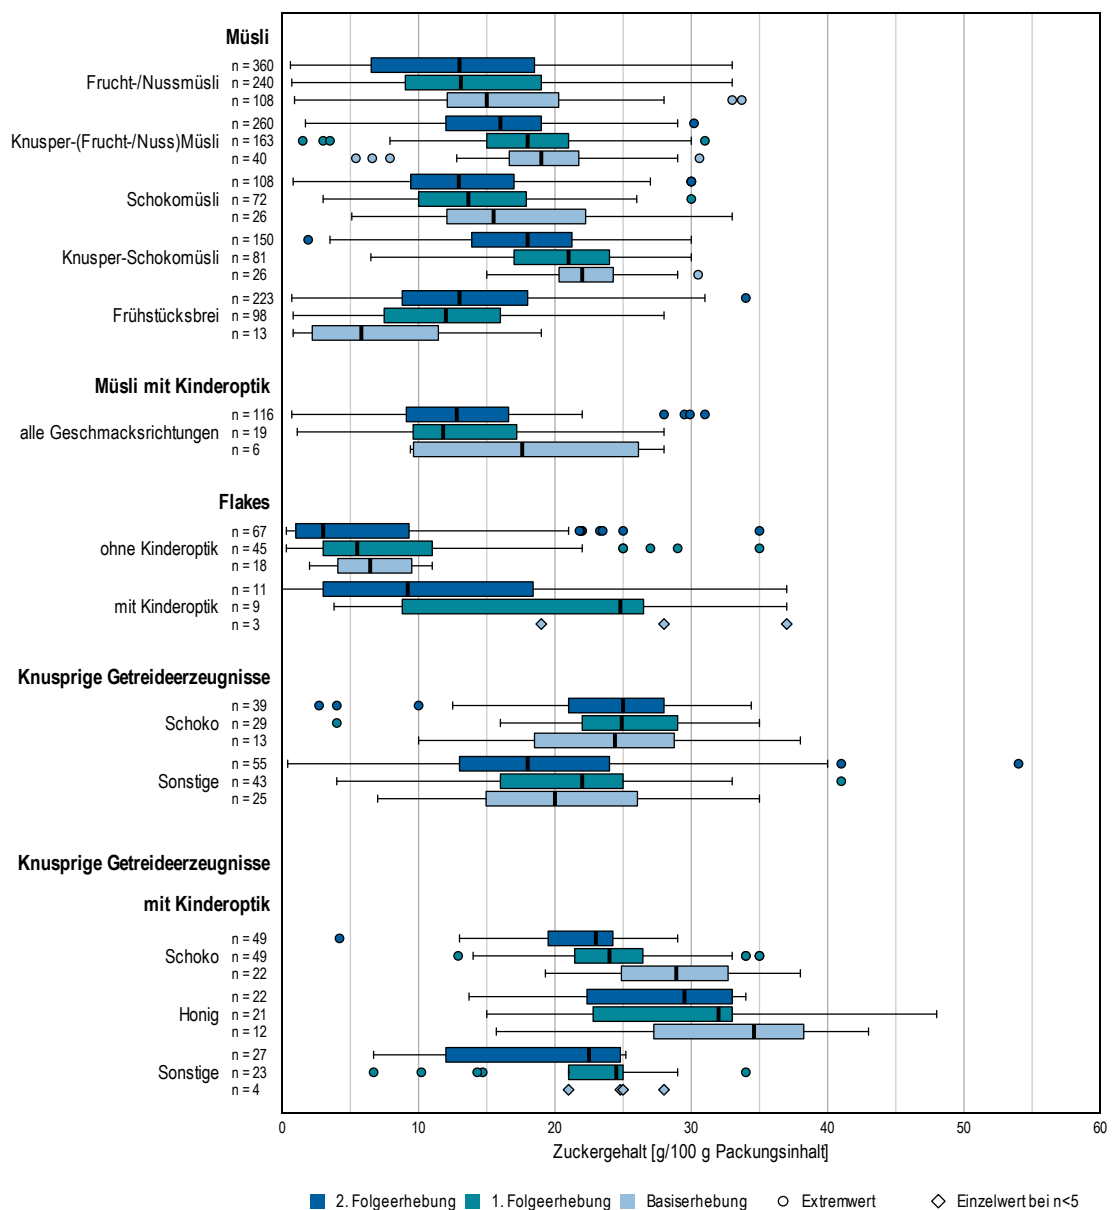 Müsli
n = 360
Frucht-/Nussmüsli n = 240
n = 108
n = 260
Knusper-(Frucht-/Nuss)Müsli n = 163
n = 40
n = 108
Schokomüsli n = 72
n = 26
n = 150
Knusper-Schokomüsli n = 81
n = 26
n = 223
Frühstücksbrei n = 98
n = 13
Müsli mit Kinderoptik
n = 116
alle Geschmacksrichtungen n = 19
n = 6
Flakes
n = 67
ohne Kinderoptik n = 45
n = 18
n = 11
mit Kinderoptik n = 9
n = 3
Knusprige Getreideerzeugnisse
n = 39
Schoko n = 29
n = 13
n = 55
Sonstige n = 43
n = 25
Knusprige Getreideerzeugnisse
mit Kinderoptik
n = 49
Schoko n = 49
n = 22
n = 22
Honig n = 21
n = 12
n = 27
Sonstige n = 23
n = 4
0 10 20 30 40 50 60
Zuckergehalt [g/100 g Packungsinhalt]
2. Folgeerhebung 1. Folgeerhebung Basiserhebung Extremwert Einzelwert bei n<5